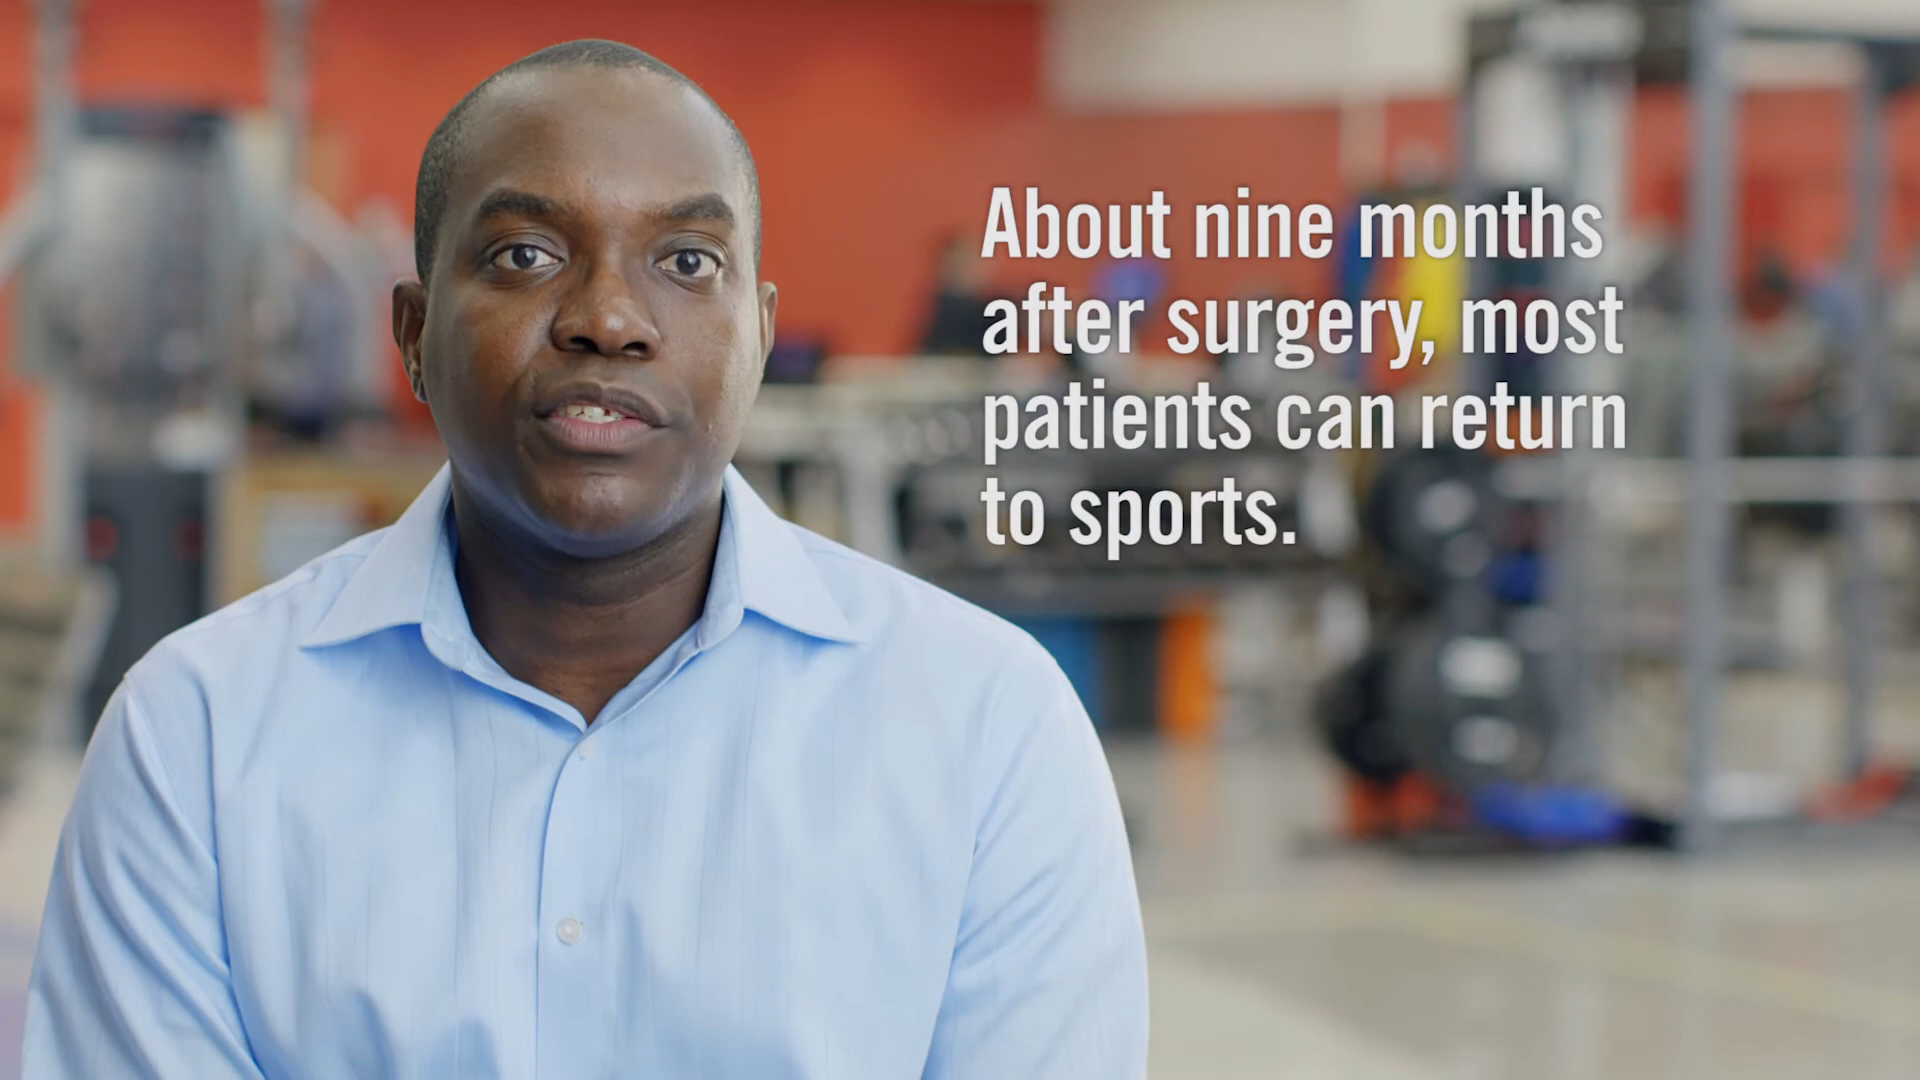 About nine months
after surgery, most
patients can return
to sports.